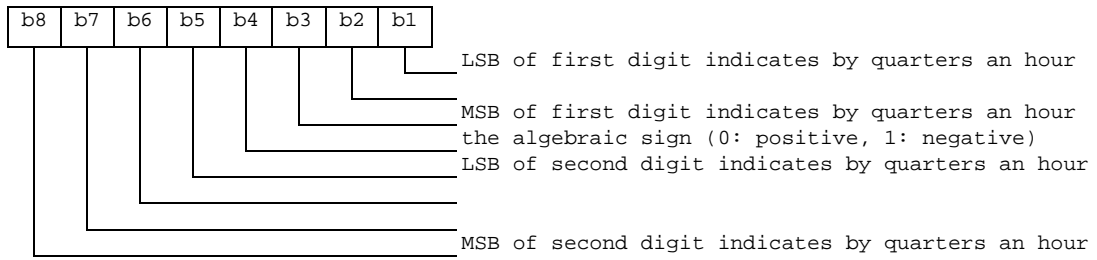 b8 b7 b6 b5 b4 b3 b2 b1
LSB of first digit indicates by quarters an hour
MSB of first digit indicates by quarters an hour
the algebraic sign (0: positive, 1: negative)
LSB of second digit indicates by quarters an hour
MSB of second digit indicates by quarters an hour